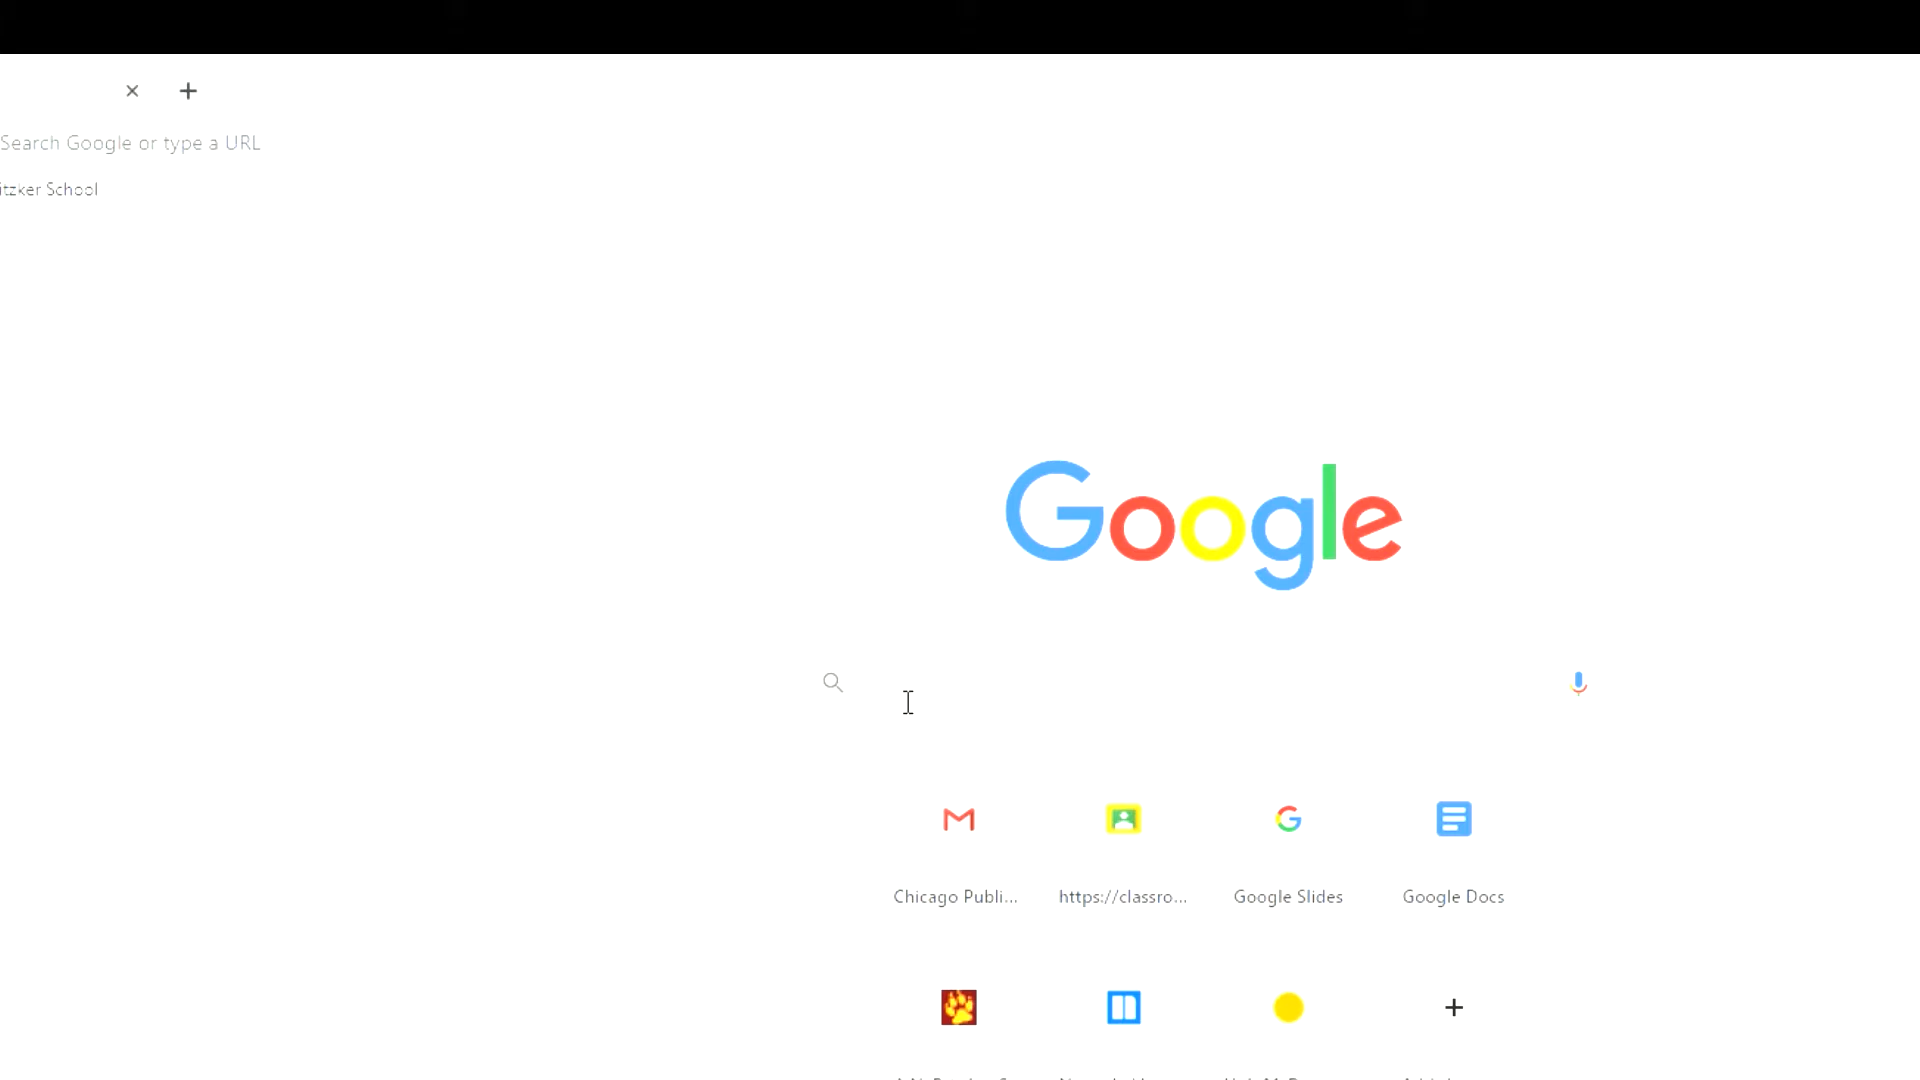 Search Google or type a URL
itzker School
Google
Chicago Publi...
https://classro...
Google Slides
Google Docs